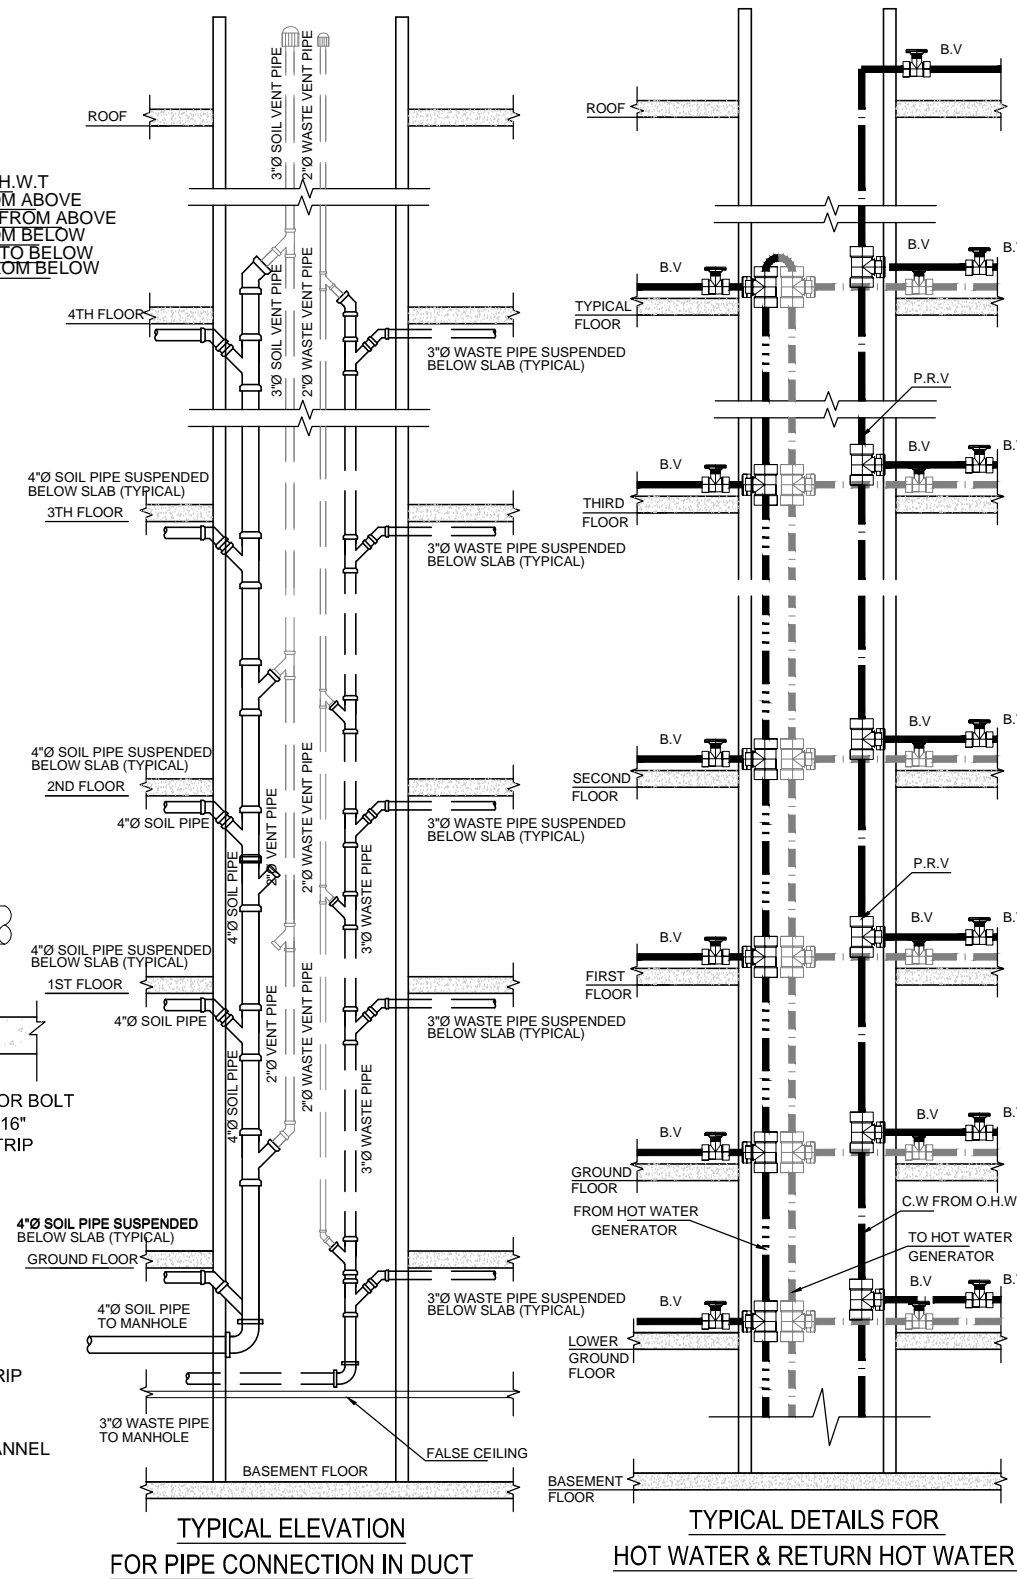 H.W.T
OM ABOVE
FROM ABOVE
OM BELOW
TO BELOW
ROM BELOW
OR BOLT
16"
TRIP
RIP
ANNEL
ROOF
3"Ø SOIL VENT PIPE
2"Ø WASTE VENT PIPE
4TH FLOOR
3"Ø SOIL VENT PIPE
2"Ø WASTE VENT PIPE
3"Ø WASTE PIPE SUSPENDED
BELOW SLAB (TYPICAL)
4"Ø SOIL PIPE SUSPENDED
BELOW SLAB (TYPICAL)
3TH FLOOR
3"Ø WASTE PIPE SUSPENDED
BELOW SLAB (TYPICAL)
4"Ø SOIL PIPE SUSPENDED
BELOW SLAB (TYPICAL)
2ND FLOOR
4"Ø SOIL PIPE
3"Ø WASTE PIPE SUSPENDED
BELOW SLAB (TYPICAL)
4"Ø SOIL PIPE
2"Ø VENT PIPE
2"Ø WASTE VENT PIPE
3"Ø WASTE PIPE
4"Ø SOIL PIPE SUSPENDED
BELOW SLAB (TYPICAL)
1ST FLOOR
4"Ø SOIL PIPE
3"Ø WASTE PIPE SUSPENDED
BELOW SLAB (TYPICAL)
4"Ø SOIL PIPE
2"Ø VENT PIPE
2"Ø WASTE VENT PIPE
3"Ø WASTE PIPE
4"Ø SOIL PIPE SUSPENDED
BELOW SLAB (TYPICAL)
GROUND FLOOR
4"Ø SOIL PIPE
TO MANHOLE
3"Ø WASTE PIPE SUSPENDED
BELOW SLAB (TYPICAL)
3"Ø WASTE PIPE
TO MANHOLE
FALSE CEILING
BASEMENT FLOOR
TYPICAL ELEVATION
FOR PIPE CONNECTION IN DUCT
B.V
ROOF
B.V
B.V
B.V
TYPICAL
FLOOR
P.R.V
B.V
B.V
B.V
THIRD
FLOOR
B.V
B.V
B.V
SECOND
FLOOR
P.R.V
B.V
B.V
B.V
FIRST
FLOOR
B.V
B.V
B.V
GROUND
FLOOR
FROM HOT WATER
GENERATOR
C.W FROM O.H.W
TO HOT WATER
GENERATOR
B.V
B.V
B.V
LOWER
GROUND
FLOOR
BASEMENT
FLOOR
TYPICAL DETAILS FOR
HOT WATER & RETURN HOT WATER